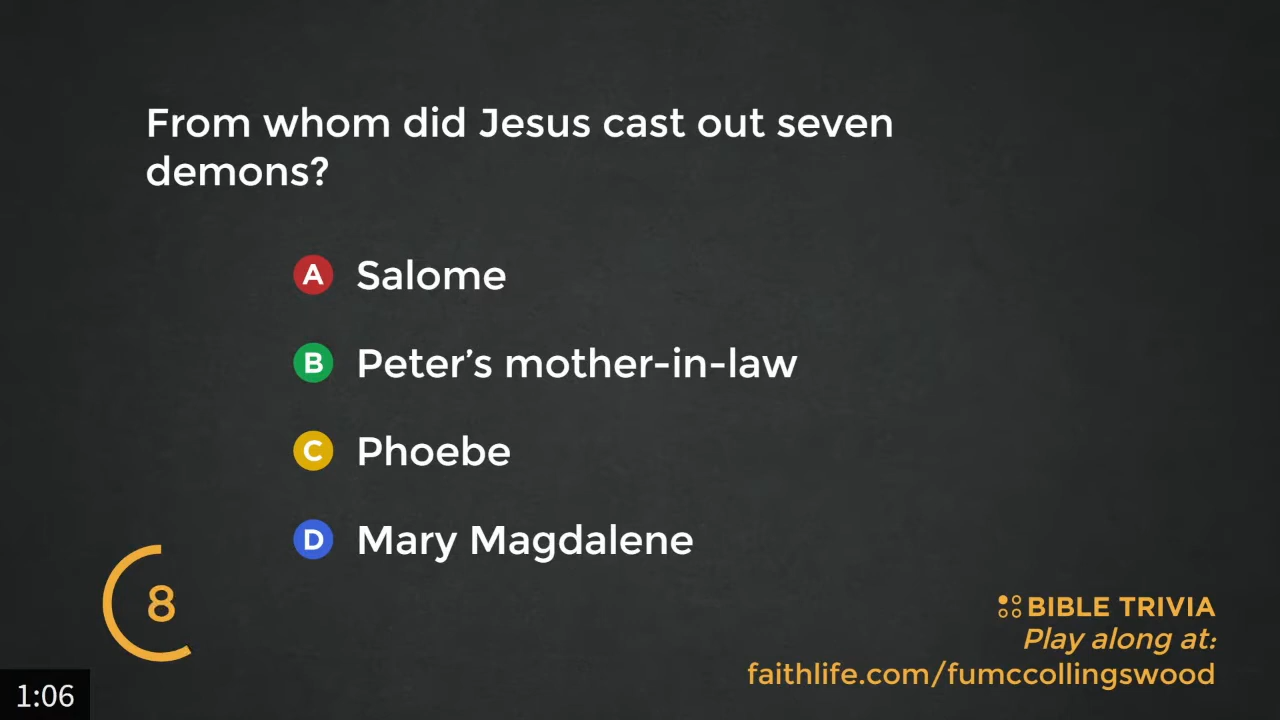 From whom did Jesus cast out seven
demons?
A Salome
B Peter’s mother-in-law
C Phoebe
D Mary Magdalene
8
BIBLE TRIVIA
Play along at:
faithlife.com/fumccollingswood
1:06